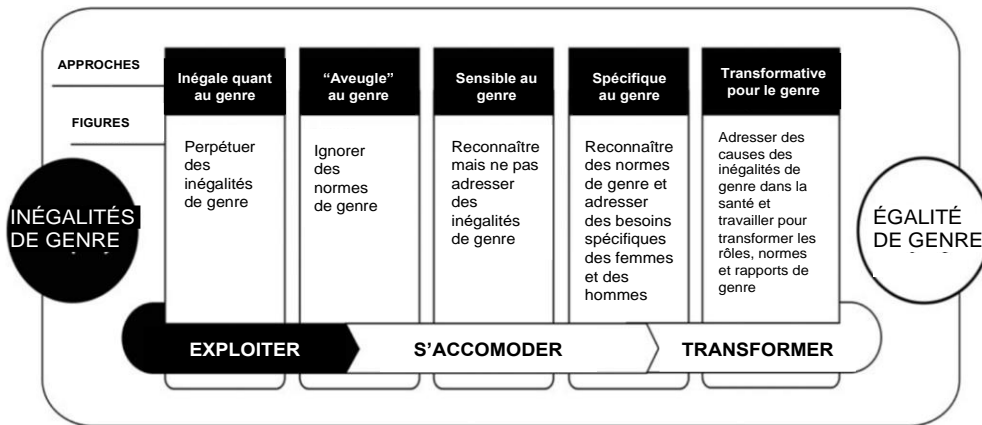 APPROCHES
FIGURES
INÉGALITÉS
DE GENRE
Inégale quant
au genre
Perpétuer
des
inégalités
de genre
“Aveugle”
au genre
Ignorer
des
normes
de genre
Sensible au
genre
Reconnaître
mais ne pas
adresser
des
inégalités
de genre
Spécifique
au genre
Reconnaître
des normes
de genre et
adresser
des besoins
spécifiques
des femmes
et des
hommes
Transformative
pour le genre
Adresser des
causes des
inégalités de
genre dans la
santé et
travailler pour
transformer les
rôles, normes
et rapports de
genre
ÉGALITÉ
DE GENRE
EXPLOITER
S’ACCOMODER
TRANSFORMER